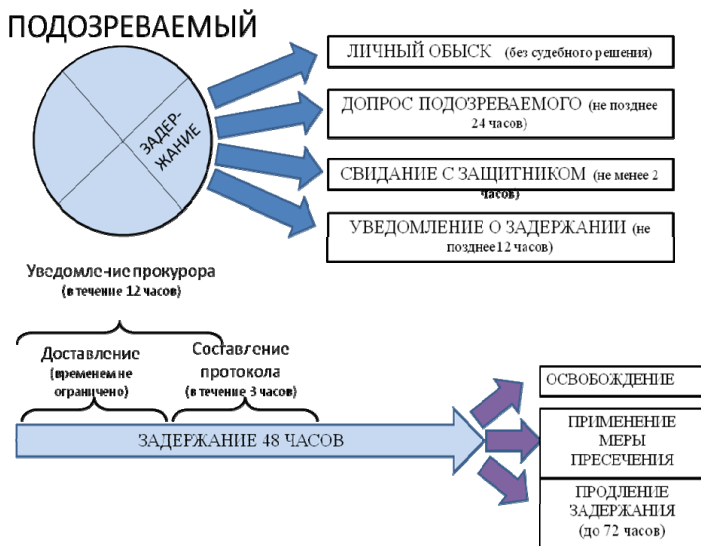 ПОДОЗРЕВАЕМЫЙ
ЗАДЕР-
ЖАНИЕ
ЛИЧНЫЙ ОБЫСК (без судебного решения)
ДОПРОС ПОДОЗРЕВАЕМОГО (не позднее
24 часов)
СВИДАНИЕ С ЗАЩИТНИКОМ (не менее 2
часов)
УВЕДОМЛЕНИЕ О ЗАДЕРЖАНИИ (не
позднее12 часов)
Уведомление прокурора
(в течение 12 часов)
Доставление
(временем не
ограничено)
Составление
протокола
(в течение 3 часов)
ЗАДЕРЖАНИЕ 48 ЧАСОВ
ОСВОБОЖДЕНИЕ
ПРИМЕНЕНИЕ
МЕРЫ
ПРЕСЕЧЕНИЯ
ПРОДЛЕНИЕ
ЗАДЕРЖАНИЯ
(до 72 часов)